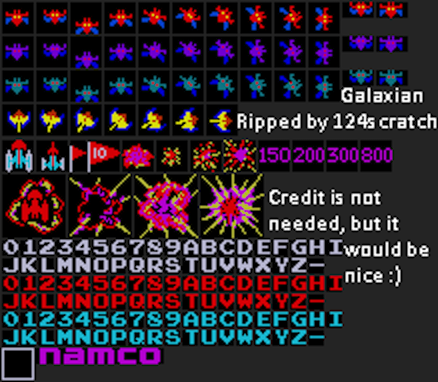 Galaxian
Ripped by 124scratch
10 150 200 300 800
Credit is not
needed, but it
would be
nice :)
0123456789ABCDEFGHI
JKLMNOPQRSTUVWXYZ-
0123456789ABCDEFGHI
JKLMNOPQRSTUVWXYZ-
0123456789ABCDEFGHI
JKLMNOPQRSTUVWXYZ-
namco